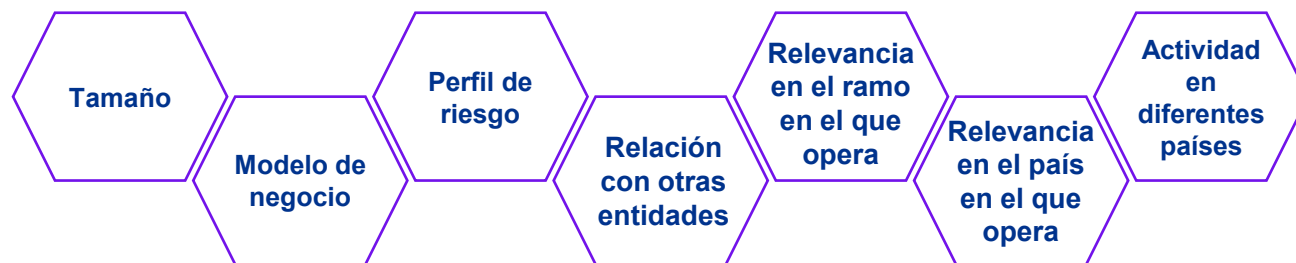 Tamaño
Modelo de
negocio
Perfil de
riesgo
Relación
con otras
entidades
Relevancia
en el ramo
en el que
opera
Relevancia
en el país
en el que
opera
Actividad
en
diferentes
países